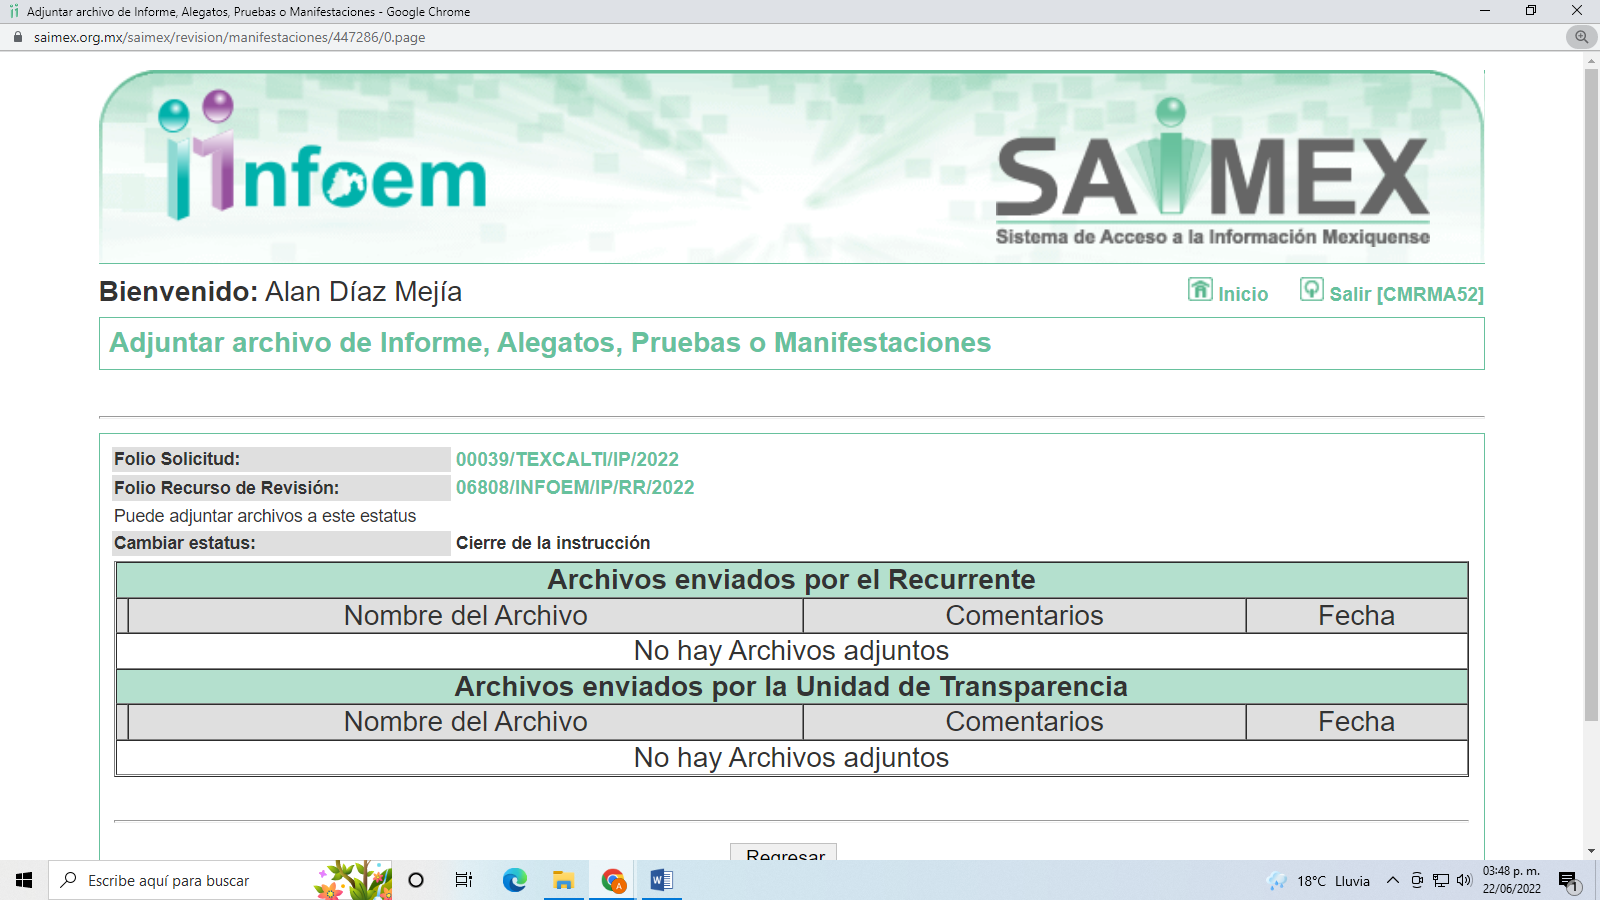 Adjuntar archivo de Informe, Alegatos, Pruebas o Manifestaciones - Google Chrome
saimex.org.mx/saimex/revision/manifestaciones/447286/0.page
infoem
SAIMEX
Sistema de Acceso a la Información Mexiquense
Bienvenido: Alan Díaz Mejía
Inicio
Salir [CMRMA52]
Adjuntar archivo de Informe, Alegatos, Pruebas o Manifestaciones
Folio Solicitud: 00039/TEXCALTI/IP/2022
Folio Recurso de Revisión: 06808/INFOEM/IP/RR/2022
Puede adjuntar archivos a este estatus
Cambiar estatus: Cierre de la instrucción
Archivos enviados por el Recurrente
Nombre del Archivo Comentarios Fecha
No hay Archivos adjuntos
Archivos enviados por la Unidad de Transparencia
Nombre del Archivo Comentarios Fecha
No hay Archivos adjuntos
Regresar
Escribe aquí para buscar
18°C Lluvia
03:48 p. m.
22/06/2022
1